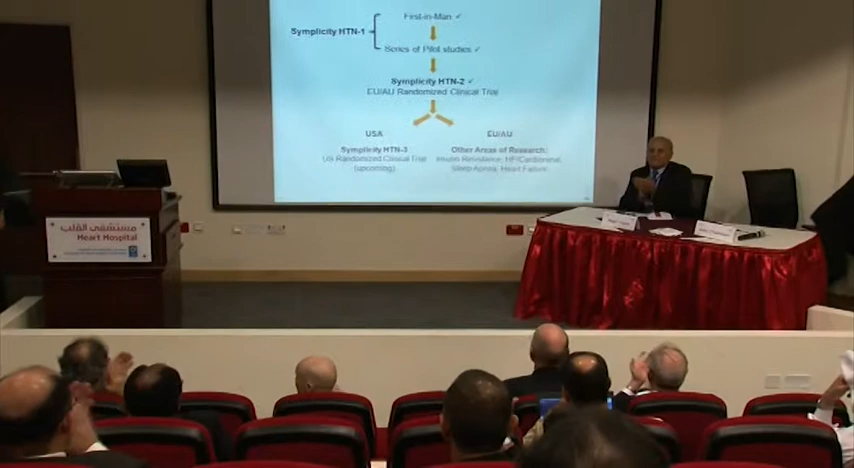 First-in-Man ✓
Symplicity HTN-1
Series of Pilot studies ✓
Symplicity HTN-2 ✓
EU/AU Randomized Clinical Trial
USA
EU/AU
Symplicity HTN-3
US Randomized Clinical Trial
(upcoming)
Other Areas of Research:
Insulin Resistance, HF/Cardiorenal,
Sleep Apnea, Heart Failure
مستشفى القلب
Heart Hospital